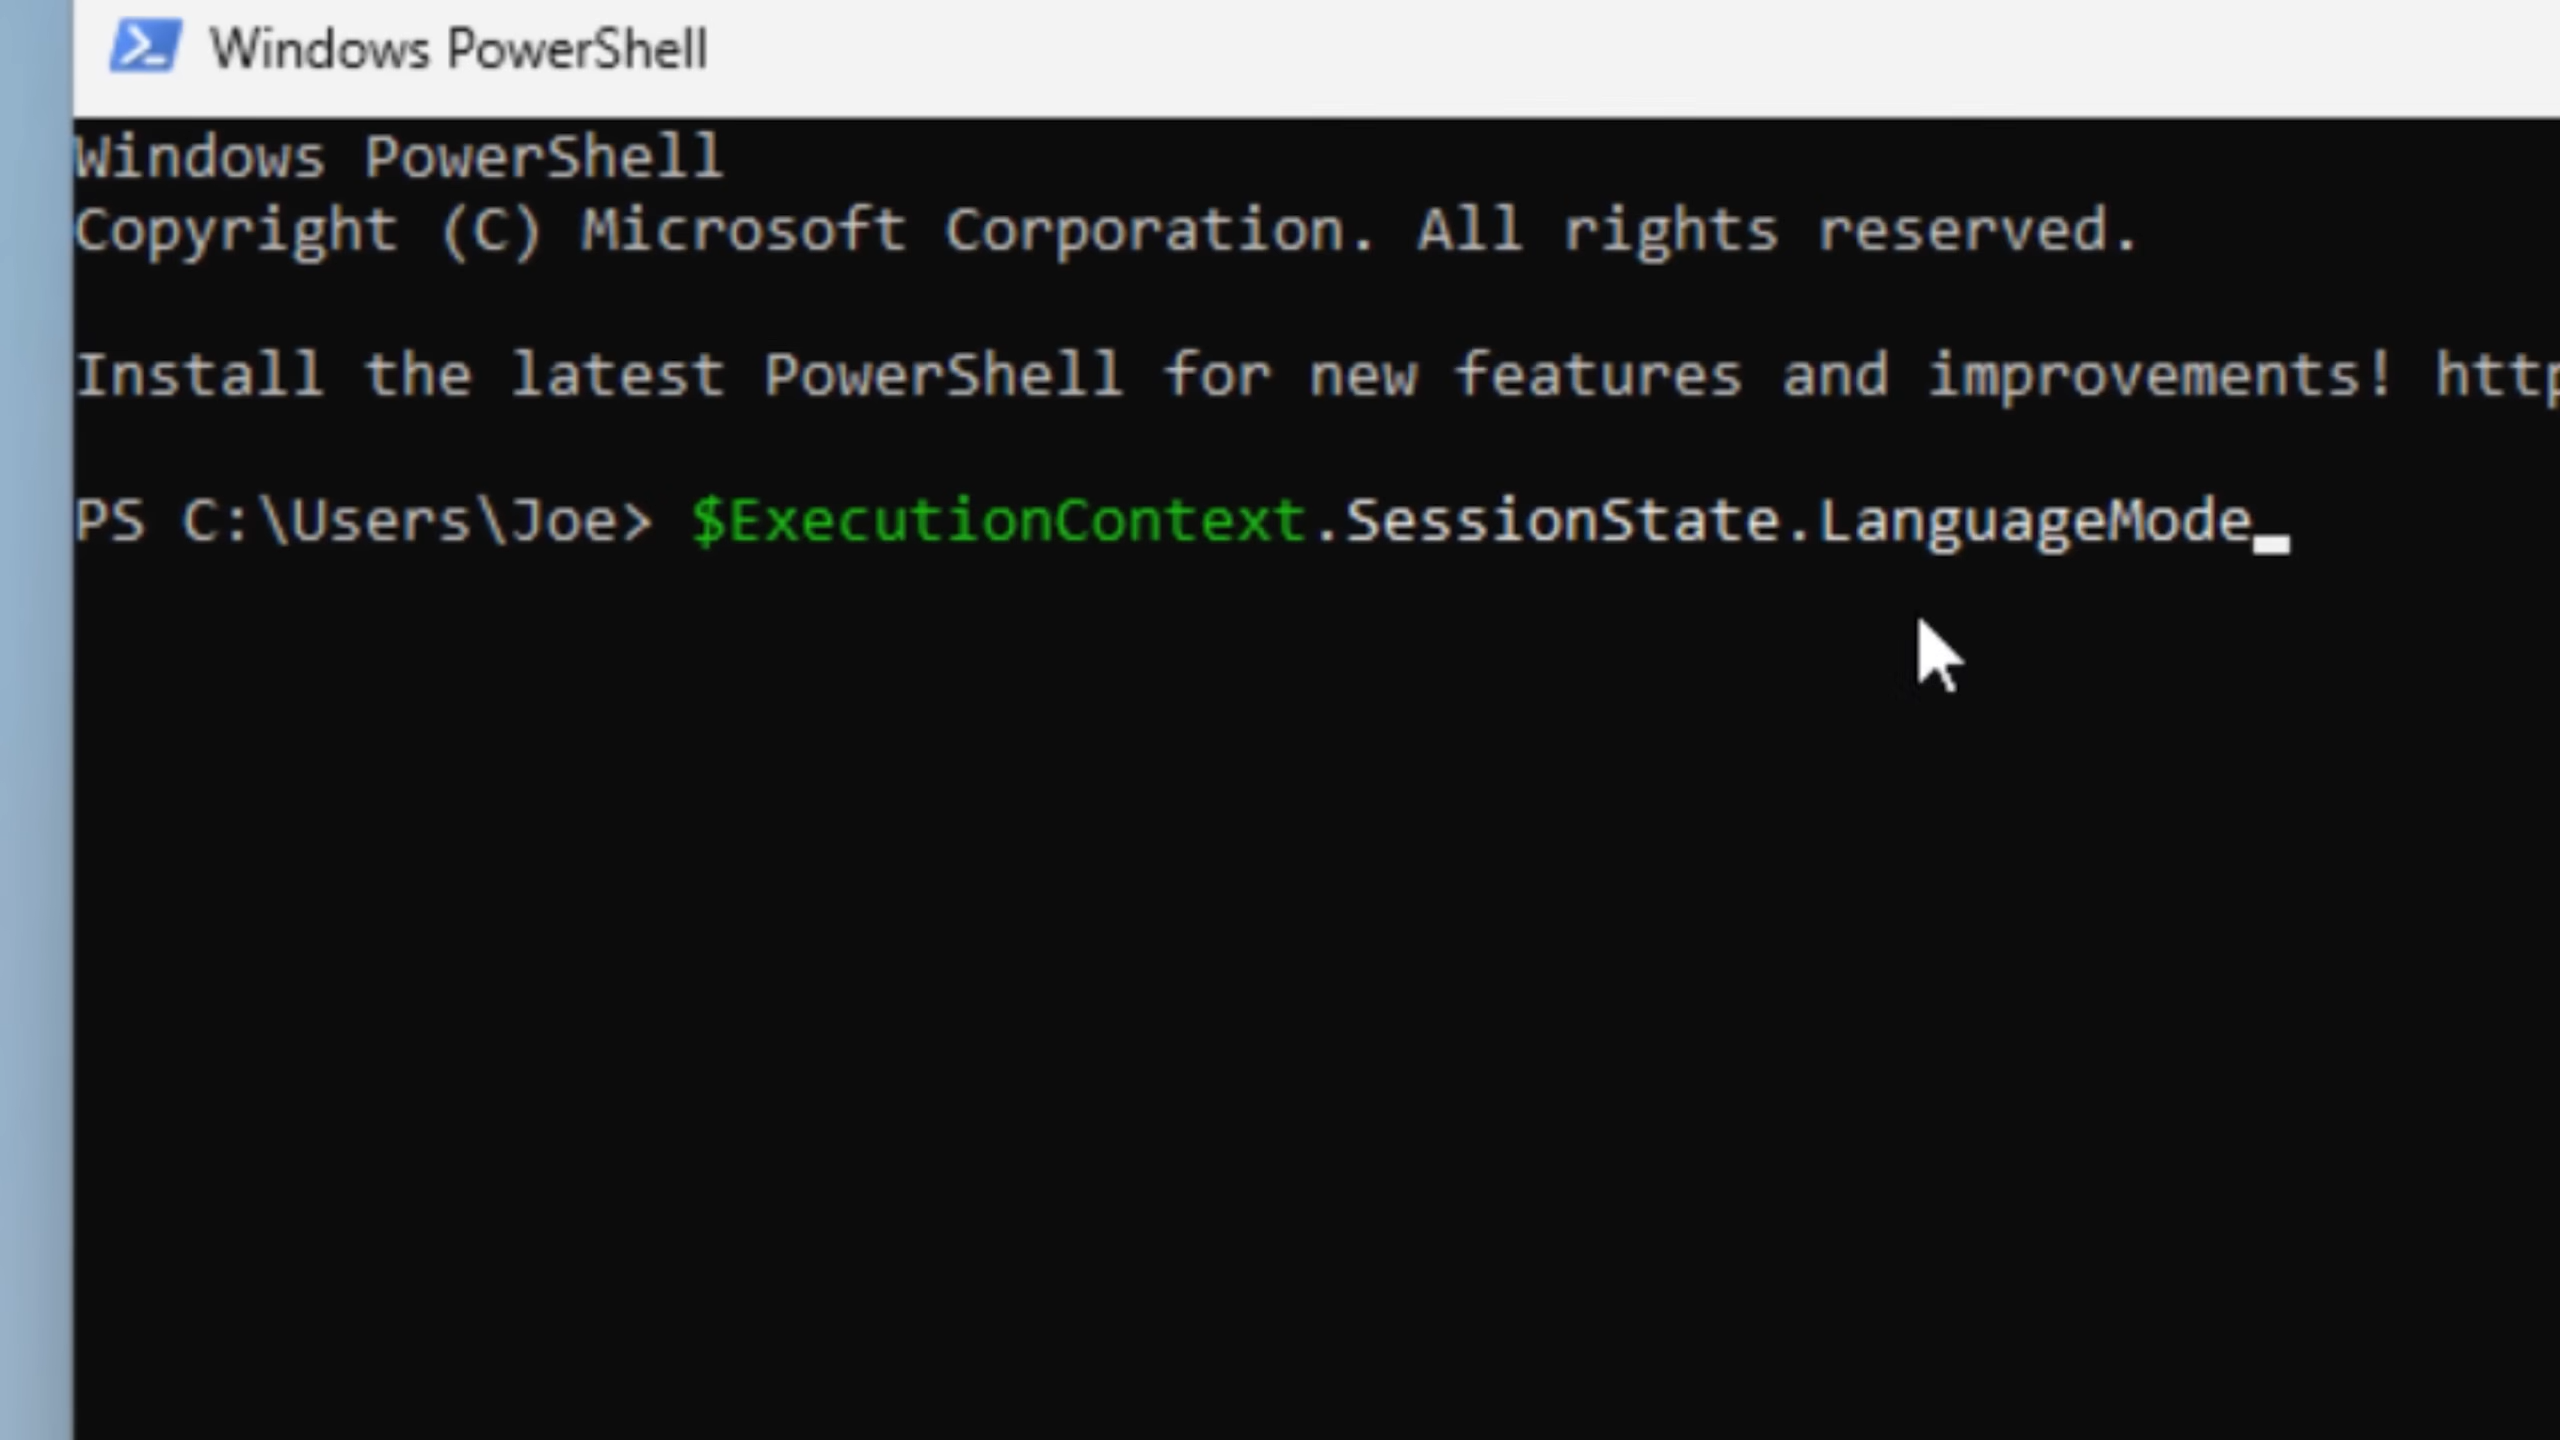 Windows PowerShell
Windows PowerShell
Copyright (C) Microsoft Corporation. All rights reserved.
Install the latest PowerShell for new features and improvements! http
PS C:\Users\Joe> $ExecutionContext.SessionState.LanguageMode